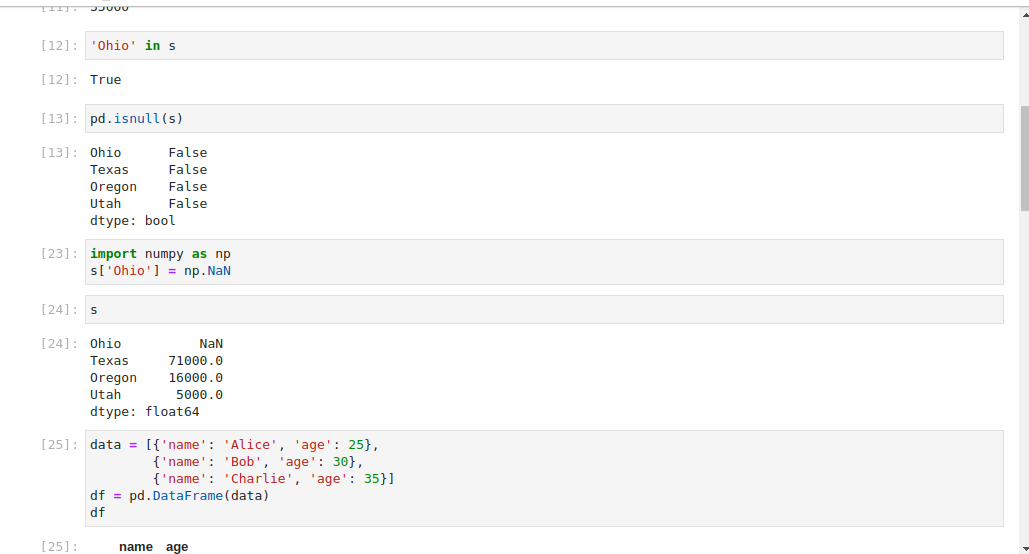 [11]: 35000
[12]: 'Ohio' in s
[12]: True
[13]: pd.isnull(s)
[13]: Ohio      False
Texas     False
Oregon    False
Utah      False
dtype: bool
[23]: import numpy as np
s['Ohio'] = np.NaN
[24]: s
[24]: Ohio          NaN
Texas     71000.0
Oregon    16000.0
Utah       5000.0
dtype: float64
[25]: data = [{'name': 'Alice', 'age': 25},
        {'name': 'Bob', 'age': 30},
        {'name': 'Charlie', 'age': 35}]
df = pd.DataFrame(data)
df
[25]: name age